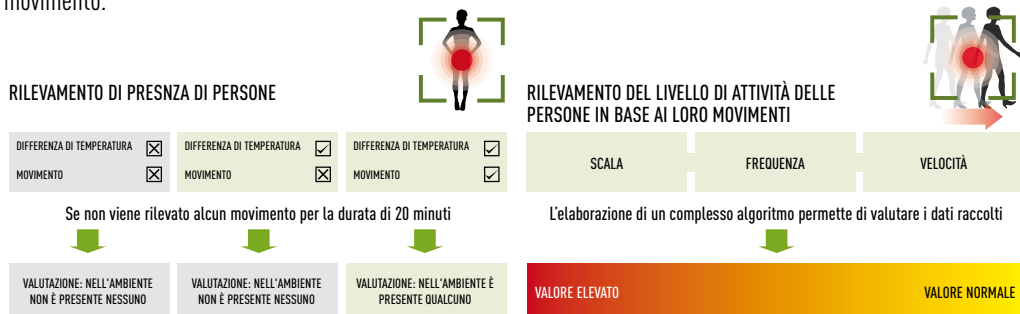 movimento.
RILEVAMENTO DI PRESNZA DI PERSONE
DIFFERENZA DI TEMPERATURA
MOVIMENTO
DIFFERENZA DI TEMPERATURA
MOVIMENTO
DIFFERENZA DI TEMPERATURA
MOVIMENTO
Se non viene rilevato alcun movimento per la durata di 20 minuti
VALUTAZIONE: NELL'AMBIENTE
NON È PRESENTE NESSUNO
VALUTAZIONE: NELL'AMBIENTE
NON È PRESENTE NESSUNO
VALUTAZIONE: NELL'AMBIENTE È
PRESENTE QUALCUNO
RILEVAMENTO DEL LIVELLO DI ATTIVITÀ DELLE
PERSONE IN BASE AI LORO MOVIMENTI
SCALA
FREQUENZA
VELOCITÀ
L'elaborazione di un complesso algoritmo permette di valutare i dati raccolti
VALORE ELEVATO
VALORE NORMALE